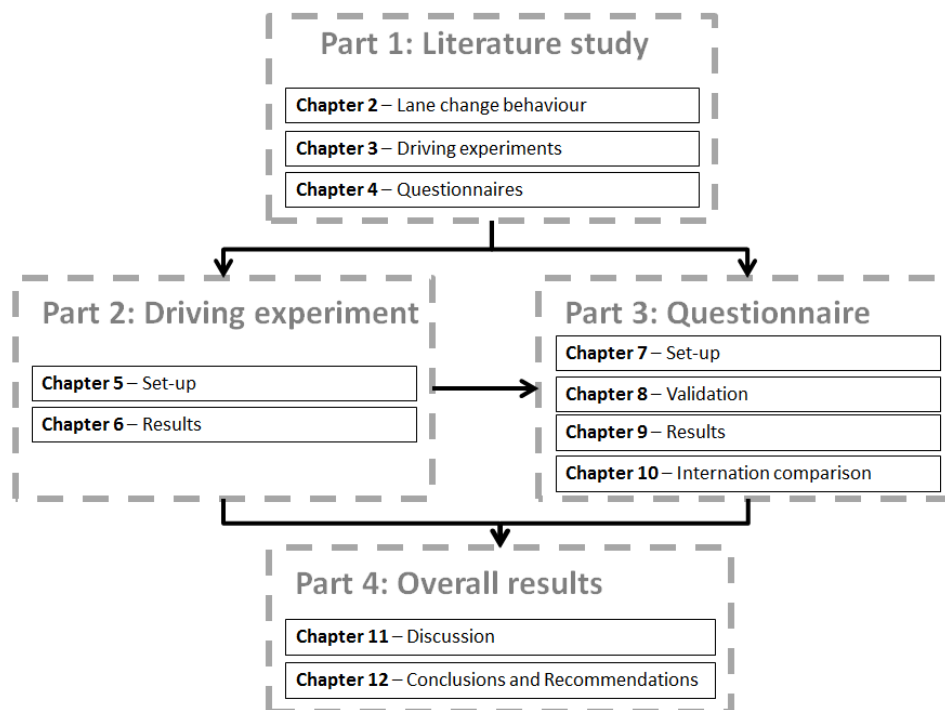 Part 1: Literature study
Chapter 2 – Lane change behaviour
Chapter 3 – Driving experiments
Chapter 4 – Questionnaires
Part 2: Driving experiment
Chapter 5 – Set-up
Chapter 6 – Results
Part 3: Questionnaire
Chapter 7 – Set-up
Chapter 8 – Validation
Chapter 9 – Results
Chapter 10 – Internation comparison
Part 4: Overall results
Chapter 11 – Discussion
Chapter 12 – Conclusions and Recommendations